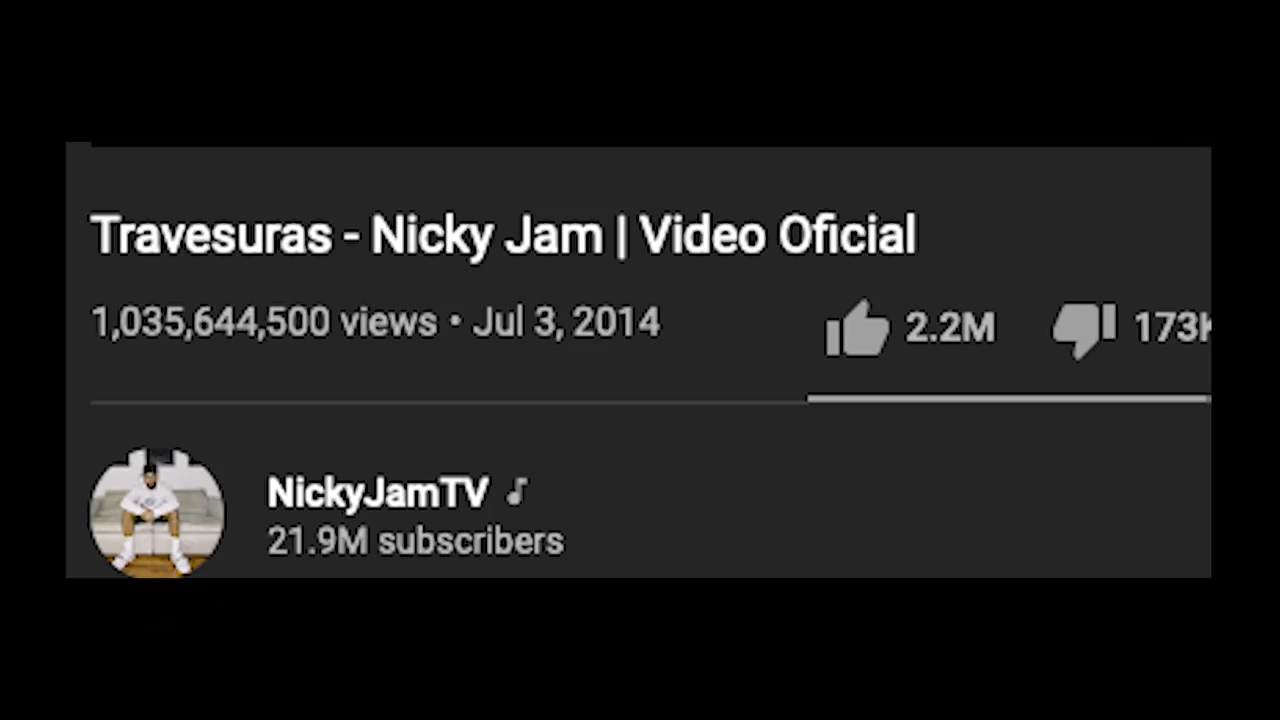 Travesuras - Nicky Jam | Video Oficial
1,035,644,500 views • Jul 3, 2014 2.2M 173K
NickyJamTV
21.9M subscribers